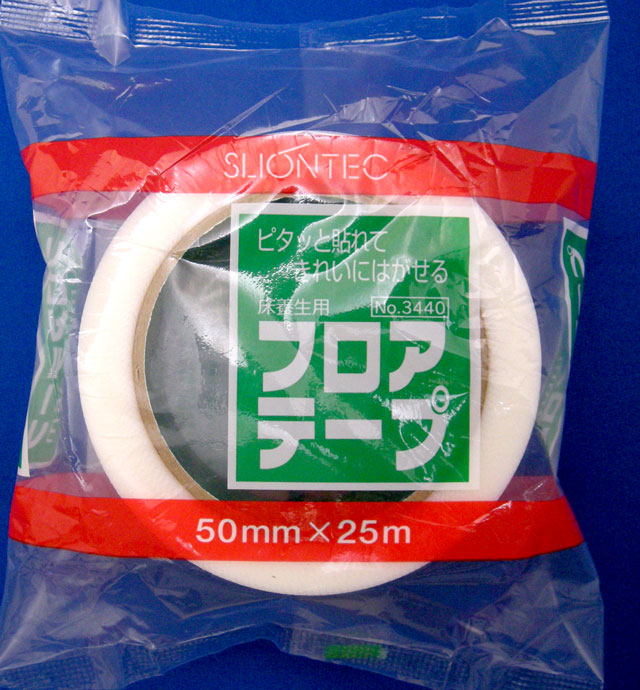 SLIONTEC
ピタッと貼れて
きれいにはがせる
床養生用 No.3440
フロア
テープ
50mm×25m